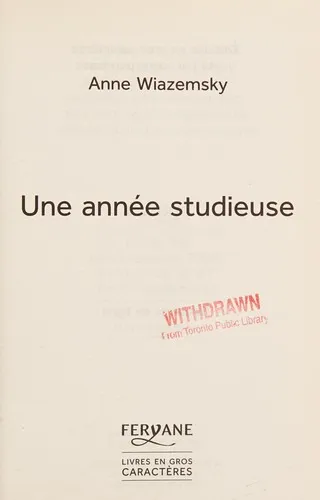 Anne Wiazemsky
Une année studieuse
WITHDRAWN
From Toronto Public Library
FERYANE
LIVRES EN GROS
CARACTÈRES